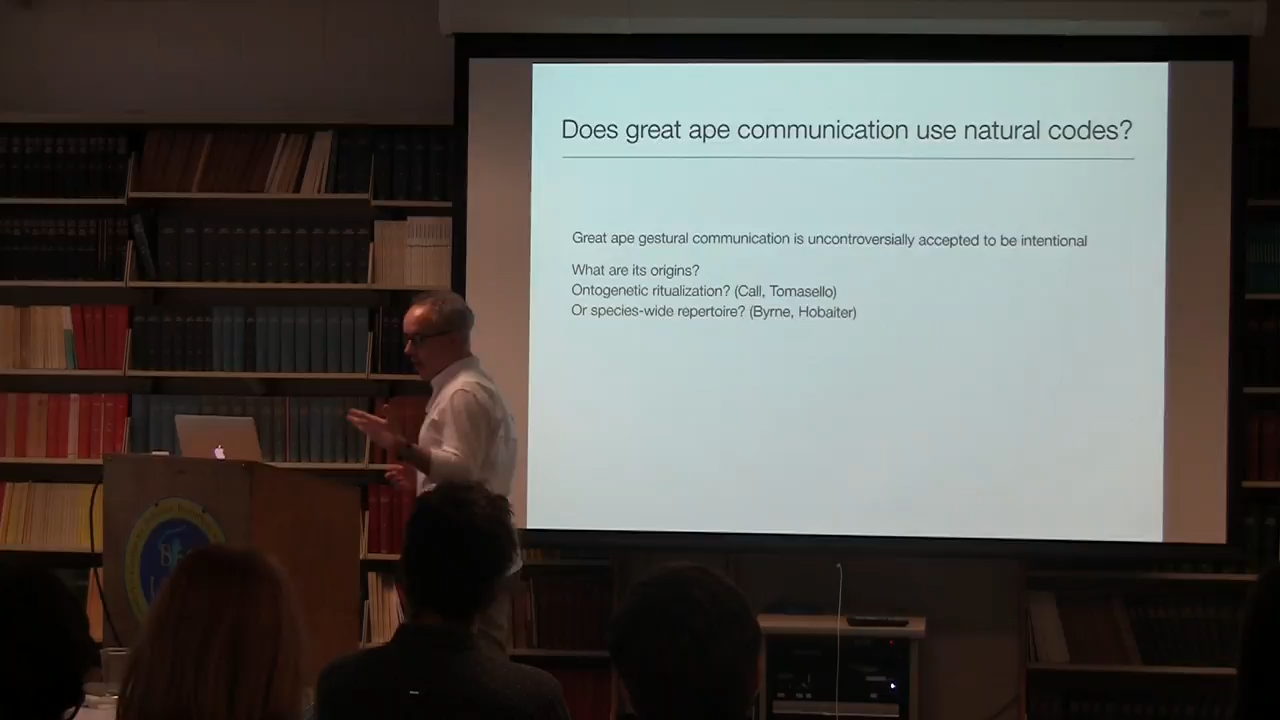 Does great ape communication use natural codes?
Great ape gestural communication is uncontroversially accepted to be intentional
What are its origins?
Ontogenetic ritualization? (Call, Tomasello)
Or species-wide repertoire? (Byrne, Hobaiter)